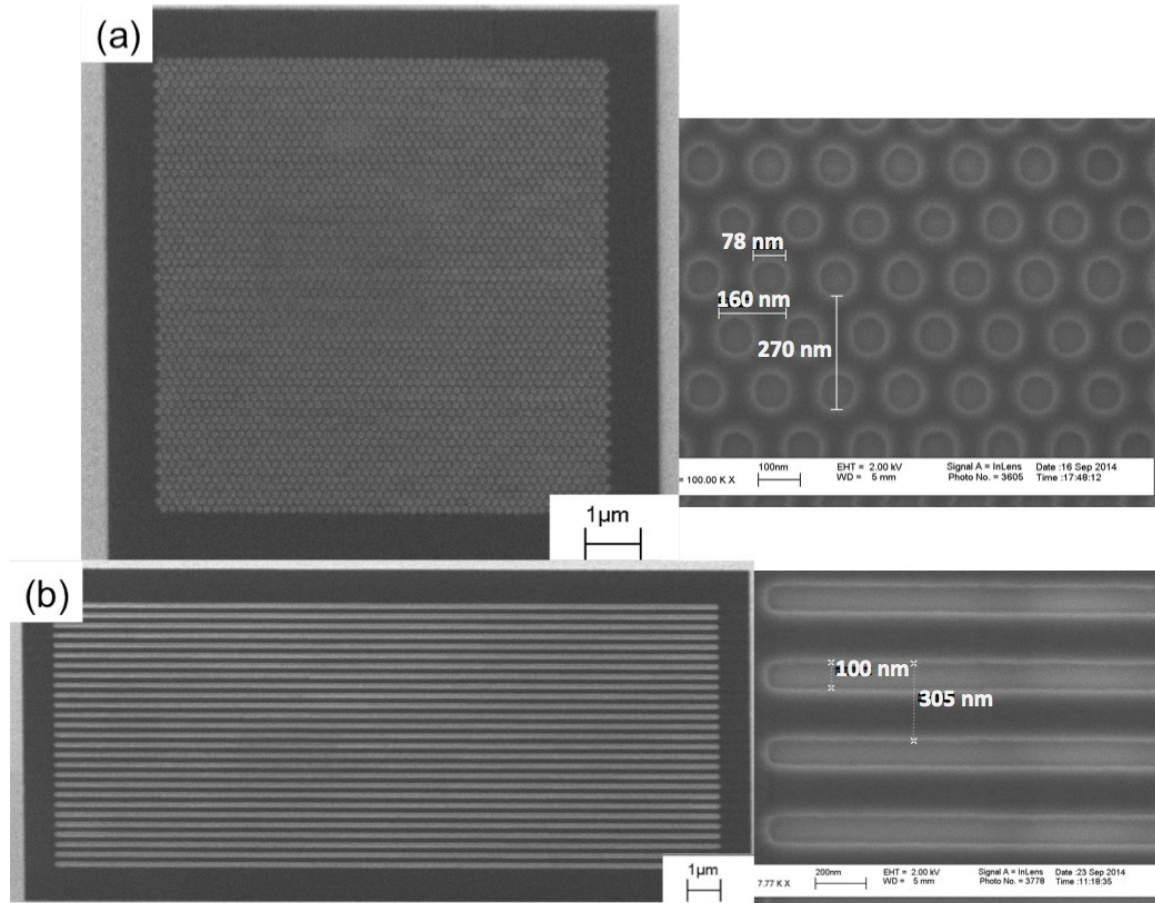 (a)
78 nm
160 nm
270 nm
= 100.00 K X
100nm
EHT = 2.00 kV
WD = 5 mm
Signal A = InLens
Photo No. = 3605
Date :16 Sep 2014
Time :17:48:12
1µm
(b)
100 nm
305 nm
1µm
7.77 K X
200nm
EHT = 2.00 kV
WD = 5 mm
Signal A = InLens
Photo No. = 3778
Date :23 Sep 2014
Time :11:18:35